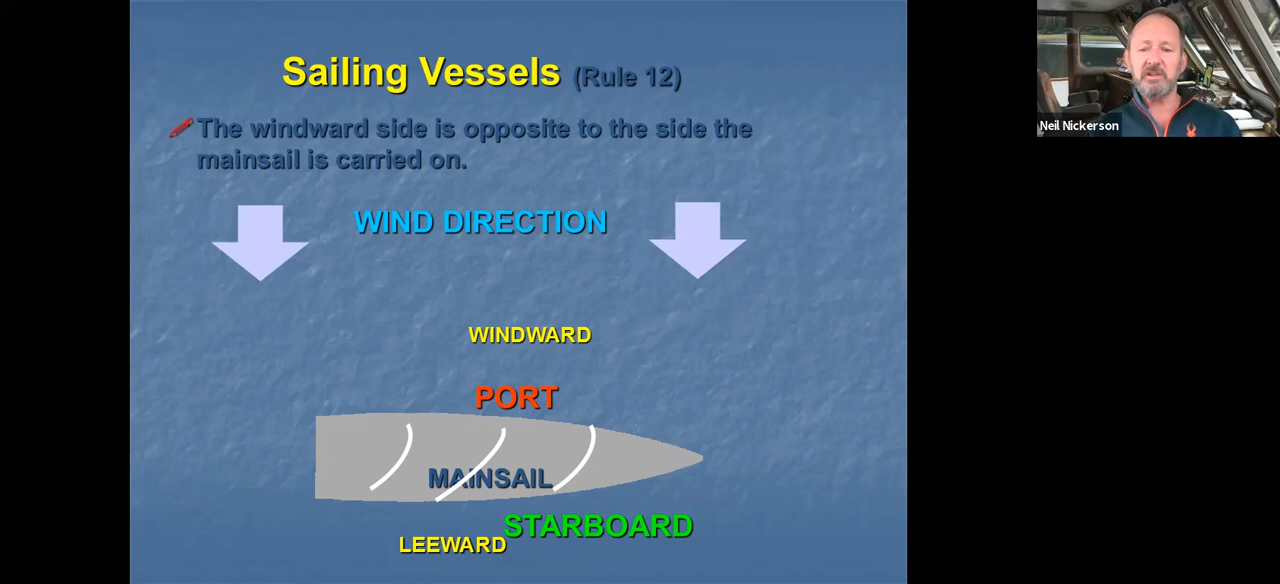 Sailing Vessels (Rule 12)
The windward side is opposite to the side the
mainsail is carried on.
WIND DIRECTION
WINDWARD
PORT
MAINSAIL
STARBOARD
LEEWARD
Neil Nickerson